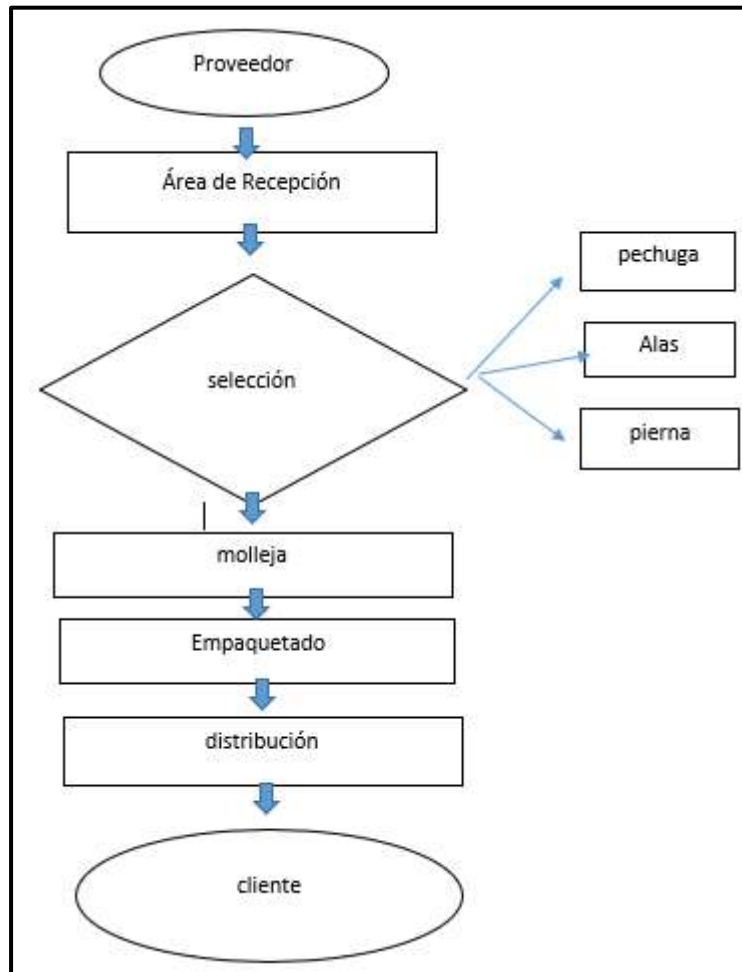 Proveedor
Área de Recepción
selección
pechuga
Alas
pierna
molleja
Empaquetado
distribución
cliente